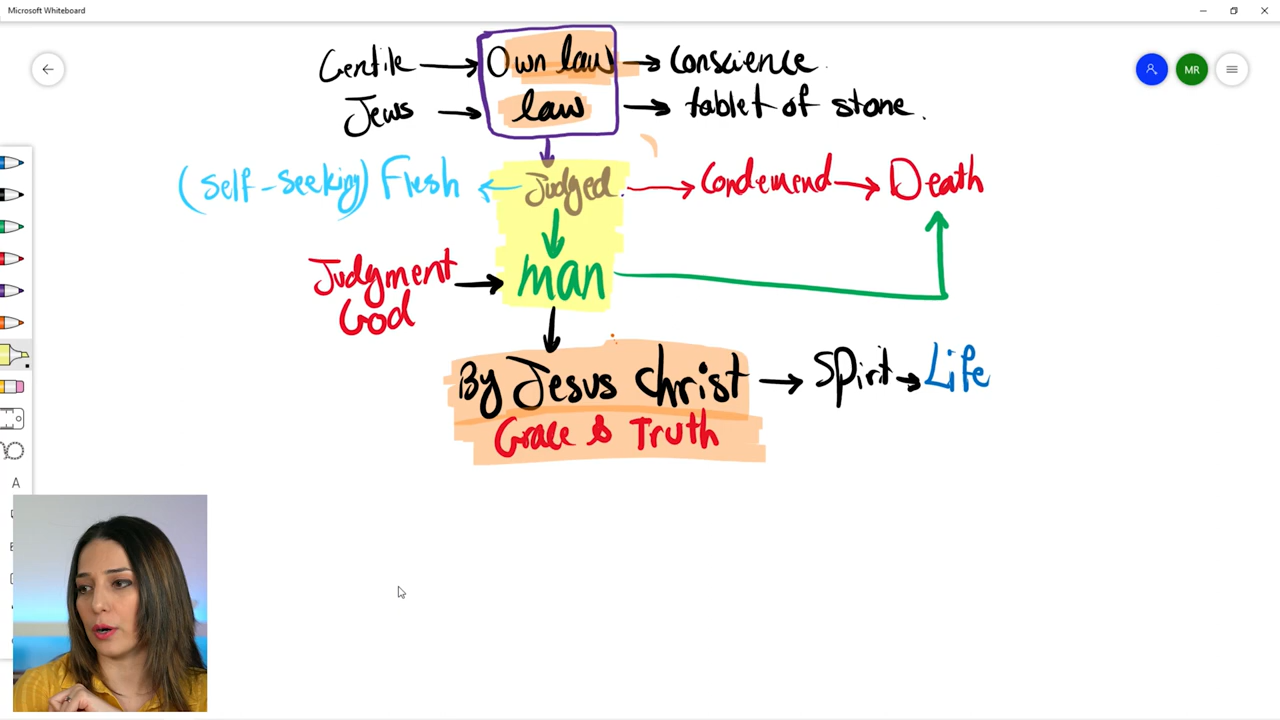 Microsoft Whiteboard
MR
Gentile → Own law → Conscience.
Jews → law → tablet of stone.
(Self-seeking) Flesh ← Judged. → Condemend → Death
Judgment → man
God
By Jesus christ → Spirit → Life
Grace & Truth
A